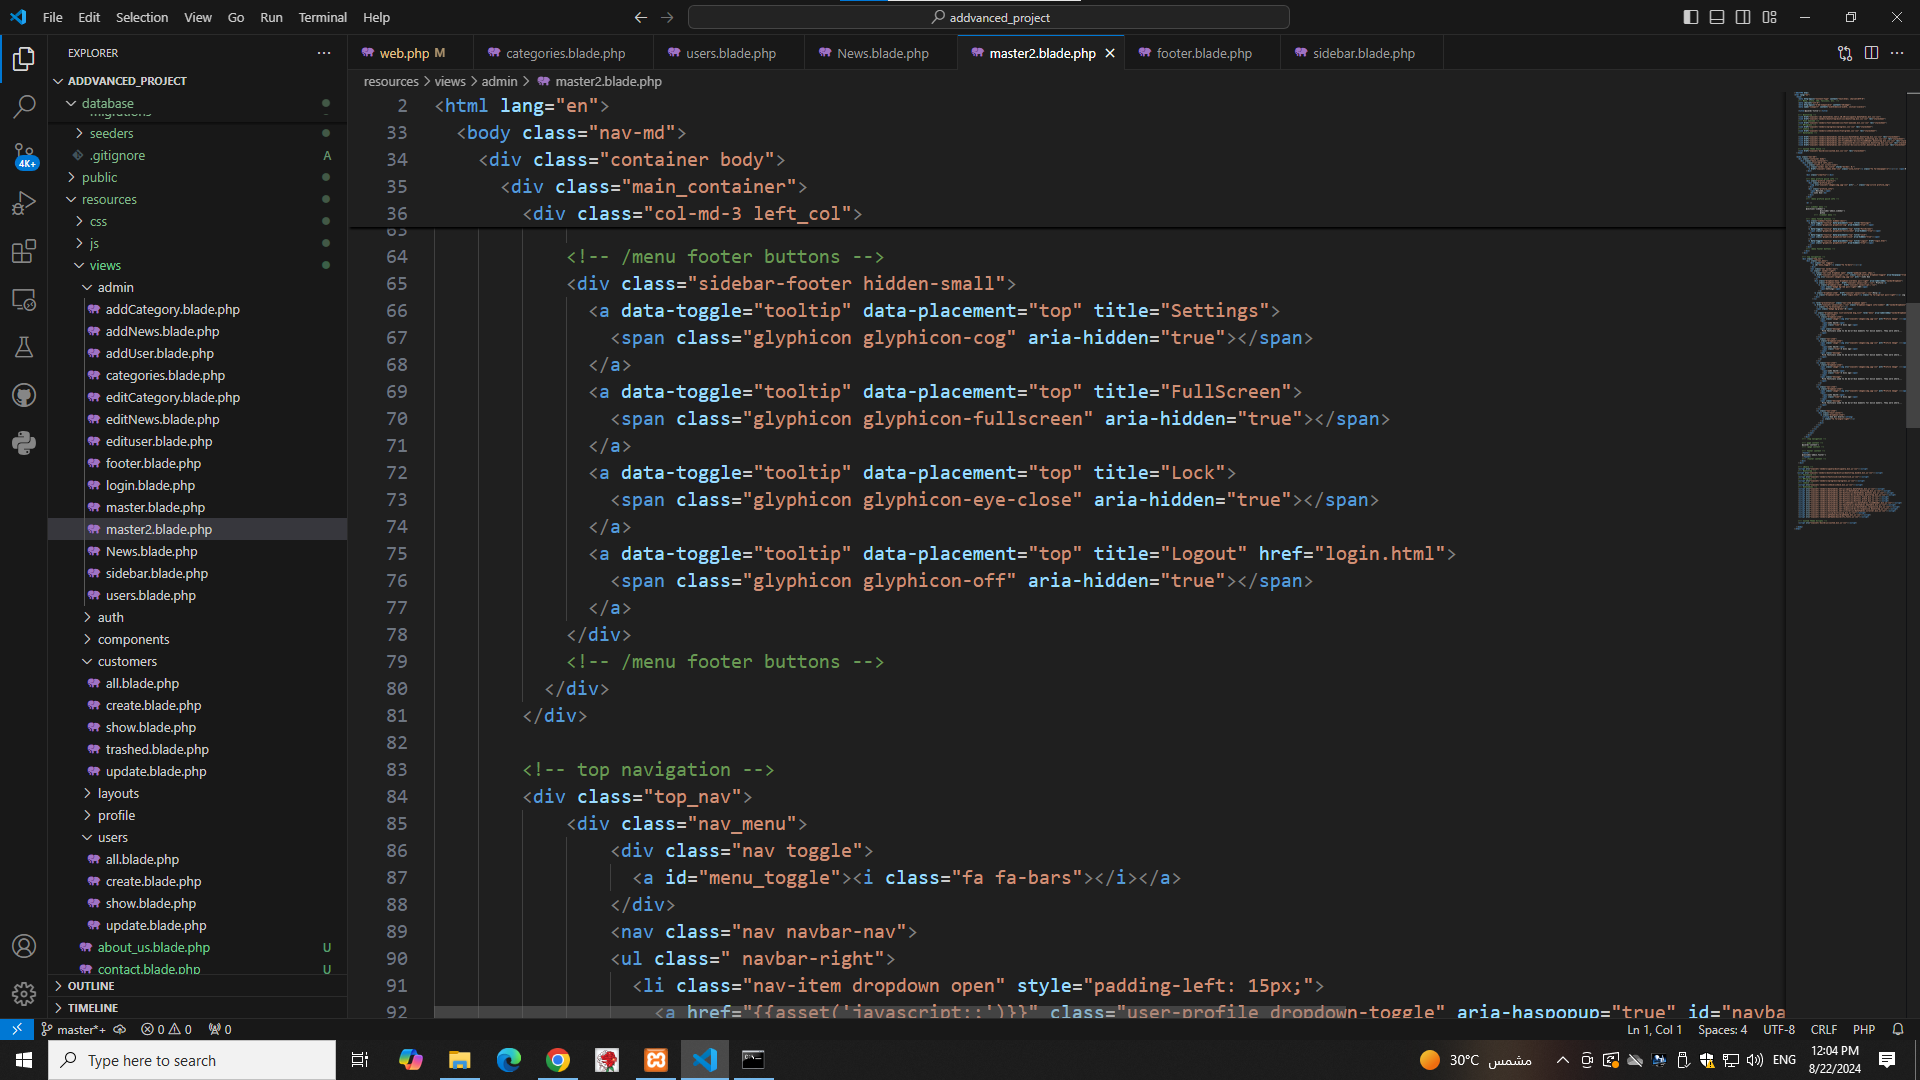 File Edit Selection View Go Run Terminal Help
addvanced_project
EXPLORER
ADDVANCED_PROJECT
database
migrations
seeders
.gitignore A
public
resources
css
js
views
admin
addCategory.blade.php
addNews.blade.php
addUser.blade.php
categories.blade.php
editCategory.blade.php
editNews.blade.php
edituser.blade.php
footer.blade.php
login.blade.php
master.blade.php
master2.blade.php
News.blade.php
sidebar.blade.php
users.blade.php
auth
components
customers
all.blade.php
create.blade.php
show.blade.php
trashed.blade.php
update.blade.php
layouts
profile
users
all.blade.php
create.blade.php
show.blade.php
update.blade.php
about_us.blade.php U
contact.blade.php U
OUTLINE
TIMELINE
4K+
web.php M categories.blade.php users.blade.php News.blade.php master2.blade.php footer.blade.php sidebar.blade.php
resources > views > admin > master2.blade.php
2 <html lang="en">
33 <body class="nav-md">
34 <div class="container body">
35 <div class="main_container">
36 <div class="col-md-3 left_col">
63
64 <!-- /menu footer buttons -->
65 <div class="sidebar-footer hidden-small">
66 <a data-toggle="tooltip" data-placement="top" title="Settings">
67 <span class="glyphicon glyphicon-cog" aria-hidden="true"></span>
68 </a>
69 <a data-toggle="tooltip" data-placement="top" title="FullScreen">
70 <span class="glyphicon glyphicon-fullscreen" aria-hidden="true"></span>
71 </a>
72 <a data-toggle="tooltip" data-placement="top" title="Lock">
73 <span class="glyphicon glyphicon-eye-close" aria-hidden="true"></span>
74 </a>
75 <a data-toggle="tooltip" data-placement="top" title="Logout" href="login.html">
76 <span class="glyphicon glyphicon-off" aria-hidden="true"></span>
77 </a>
78 </div>
79 <!-- /menu footer buttons -->
80 </div>
81 </div>
82
83 <!-- top navigation -->
84 <div class="top_nav">
85 <div class="nav_menu">
86 <div class="nav toggle">
87 <a id="menu_toggle"><i class="fa fa-bars"></i></a>
88 </div>
89 <nav class="nav navbar-nav">
90 <ul class=" navbar-right">
91 <li class="nav-item dropdown open" style="padding-left: 15px;">
92 <a href="{{asset('javascript:;')}}" class="user-profile dropdown-toggle" aria-haspopup="true" id="navba
master*+ 0 0 0
Ln 1, Col 1 Spaces: 4 UTF-8 CRLF PHP
Type here to search
30°C مشمس
ENG
12:04 PM
8/22/2024